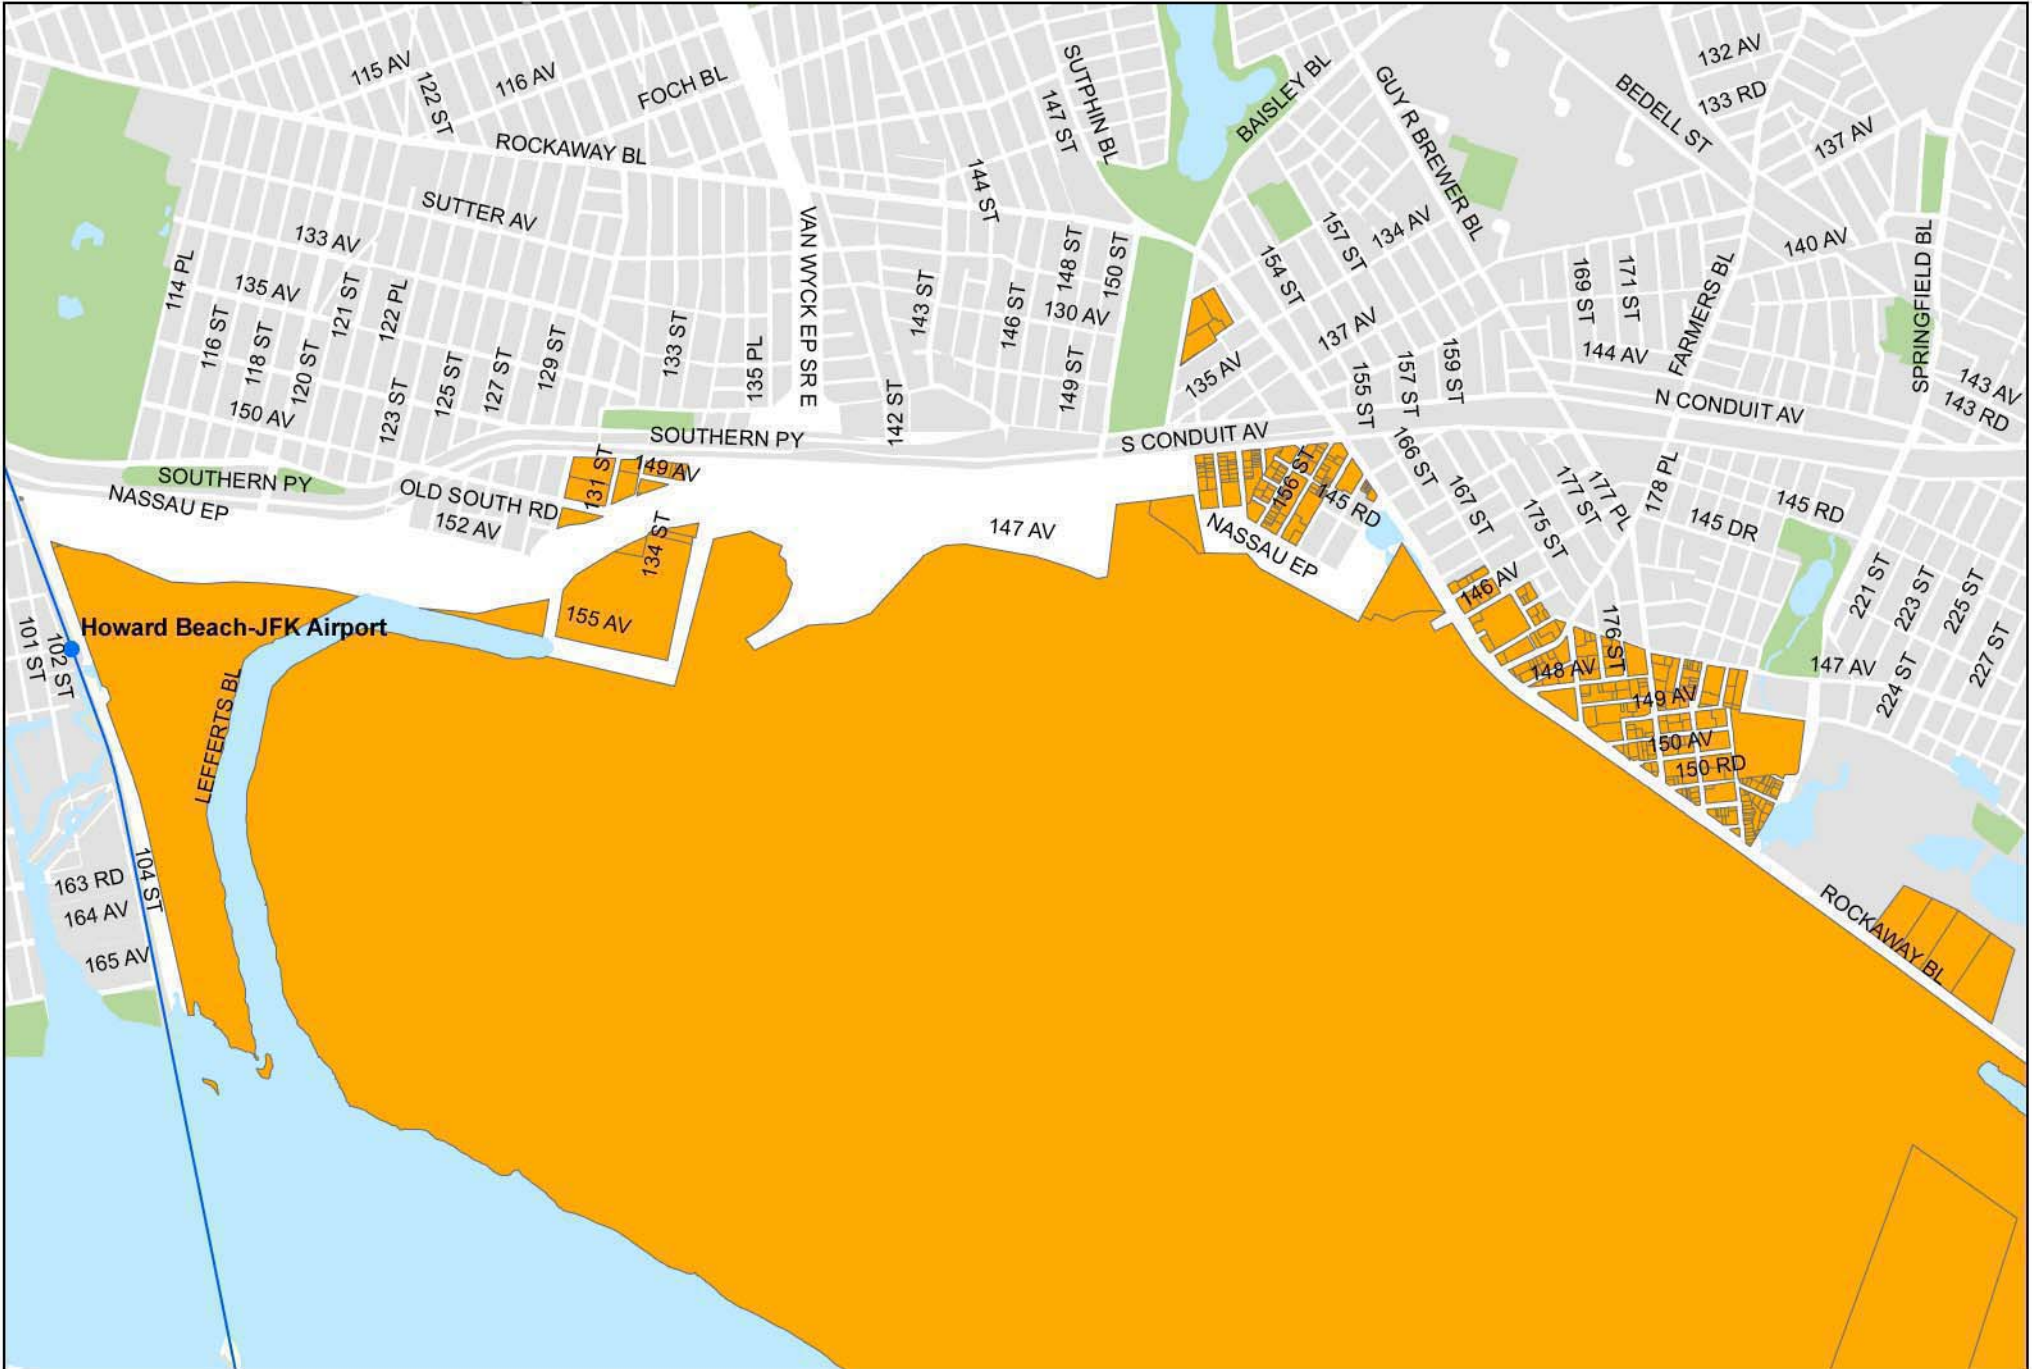 115 AV
122 ST
116 AV
FOCH BL
ROCKAWAY BL
SUTTER AV
133 AV
135 AV
114 PL
116 ST
118 ST
120 ST
121 ST
122 PL
150 AV
123 ST
125 ST
127 ST
129 ST
133 ST
135 PL
VAN WYCK EP SR E
142 ST
143 ST
144 ST
146 ST
147 ST
SUTPHIN BL
148 ST
130 AV
150 ST
149 ST
BAISLEY BL
GUY R BREWER BL
157 ST
134 AV
154 ST
137 AV
135 AV
155 ST
157 ST
159 ST
BEDELL ST
132 AV
133 RD
137 AV
140 AV
169 ST
171 ST
144 AV
FARMERS BL
SPRINGFIELD BL
143 AV
143 RD
N CONDUIT AV
S CONDUIT AV
SOUTHERN PY
SOUTHERN PY
NASSAU EP
OLD SOUTH RD
152 AV
131 ST
149 AV
134 ST
155 AV
147 AV
156 ST
145 RD
NASSAU EP
166 ST
167 ST
175 ST
177 ST
177 PL
178 PL
145 RD
145 DR
146 AV
176 ST
148 AV
149 AV
150 AV
150 RD
147 AV
221 ST
223 ST
225 ST
224 ST
227 ST
Howard Beach-JFK Airport
101 ST
102 ST
LEFFERTS BL
104 ST
163 RD
164 AV
165 AV
ROCKAWAY BL